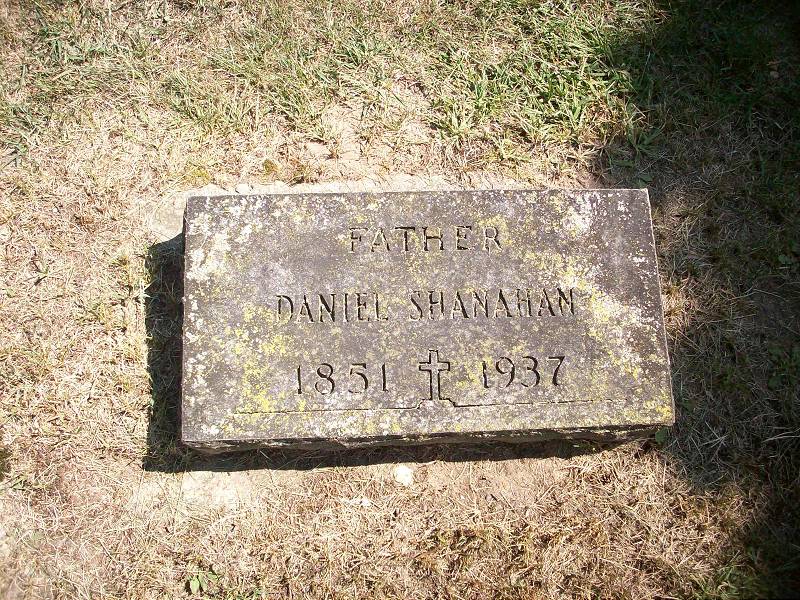 FATHER
DANIEL SHANAHAN
1851 1937